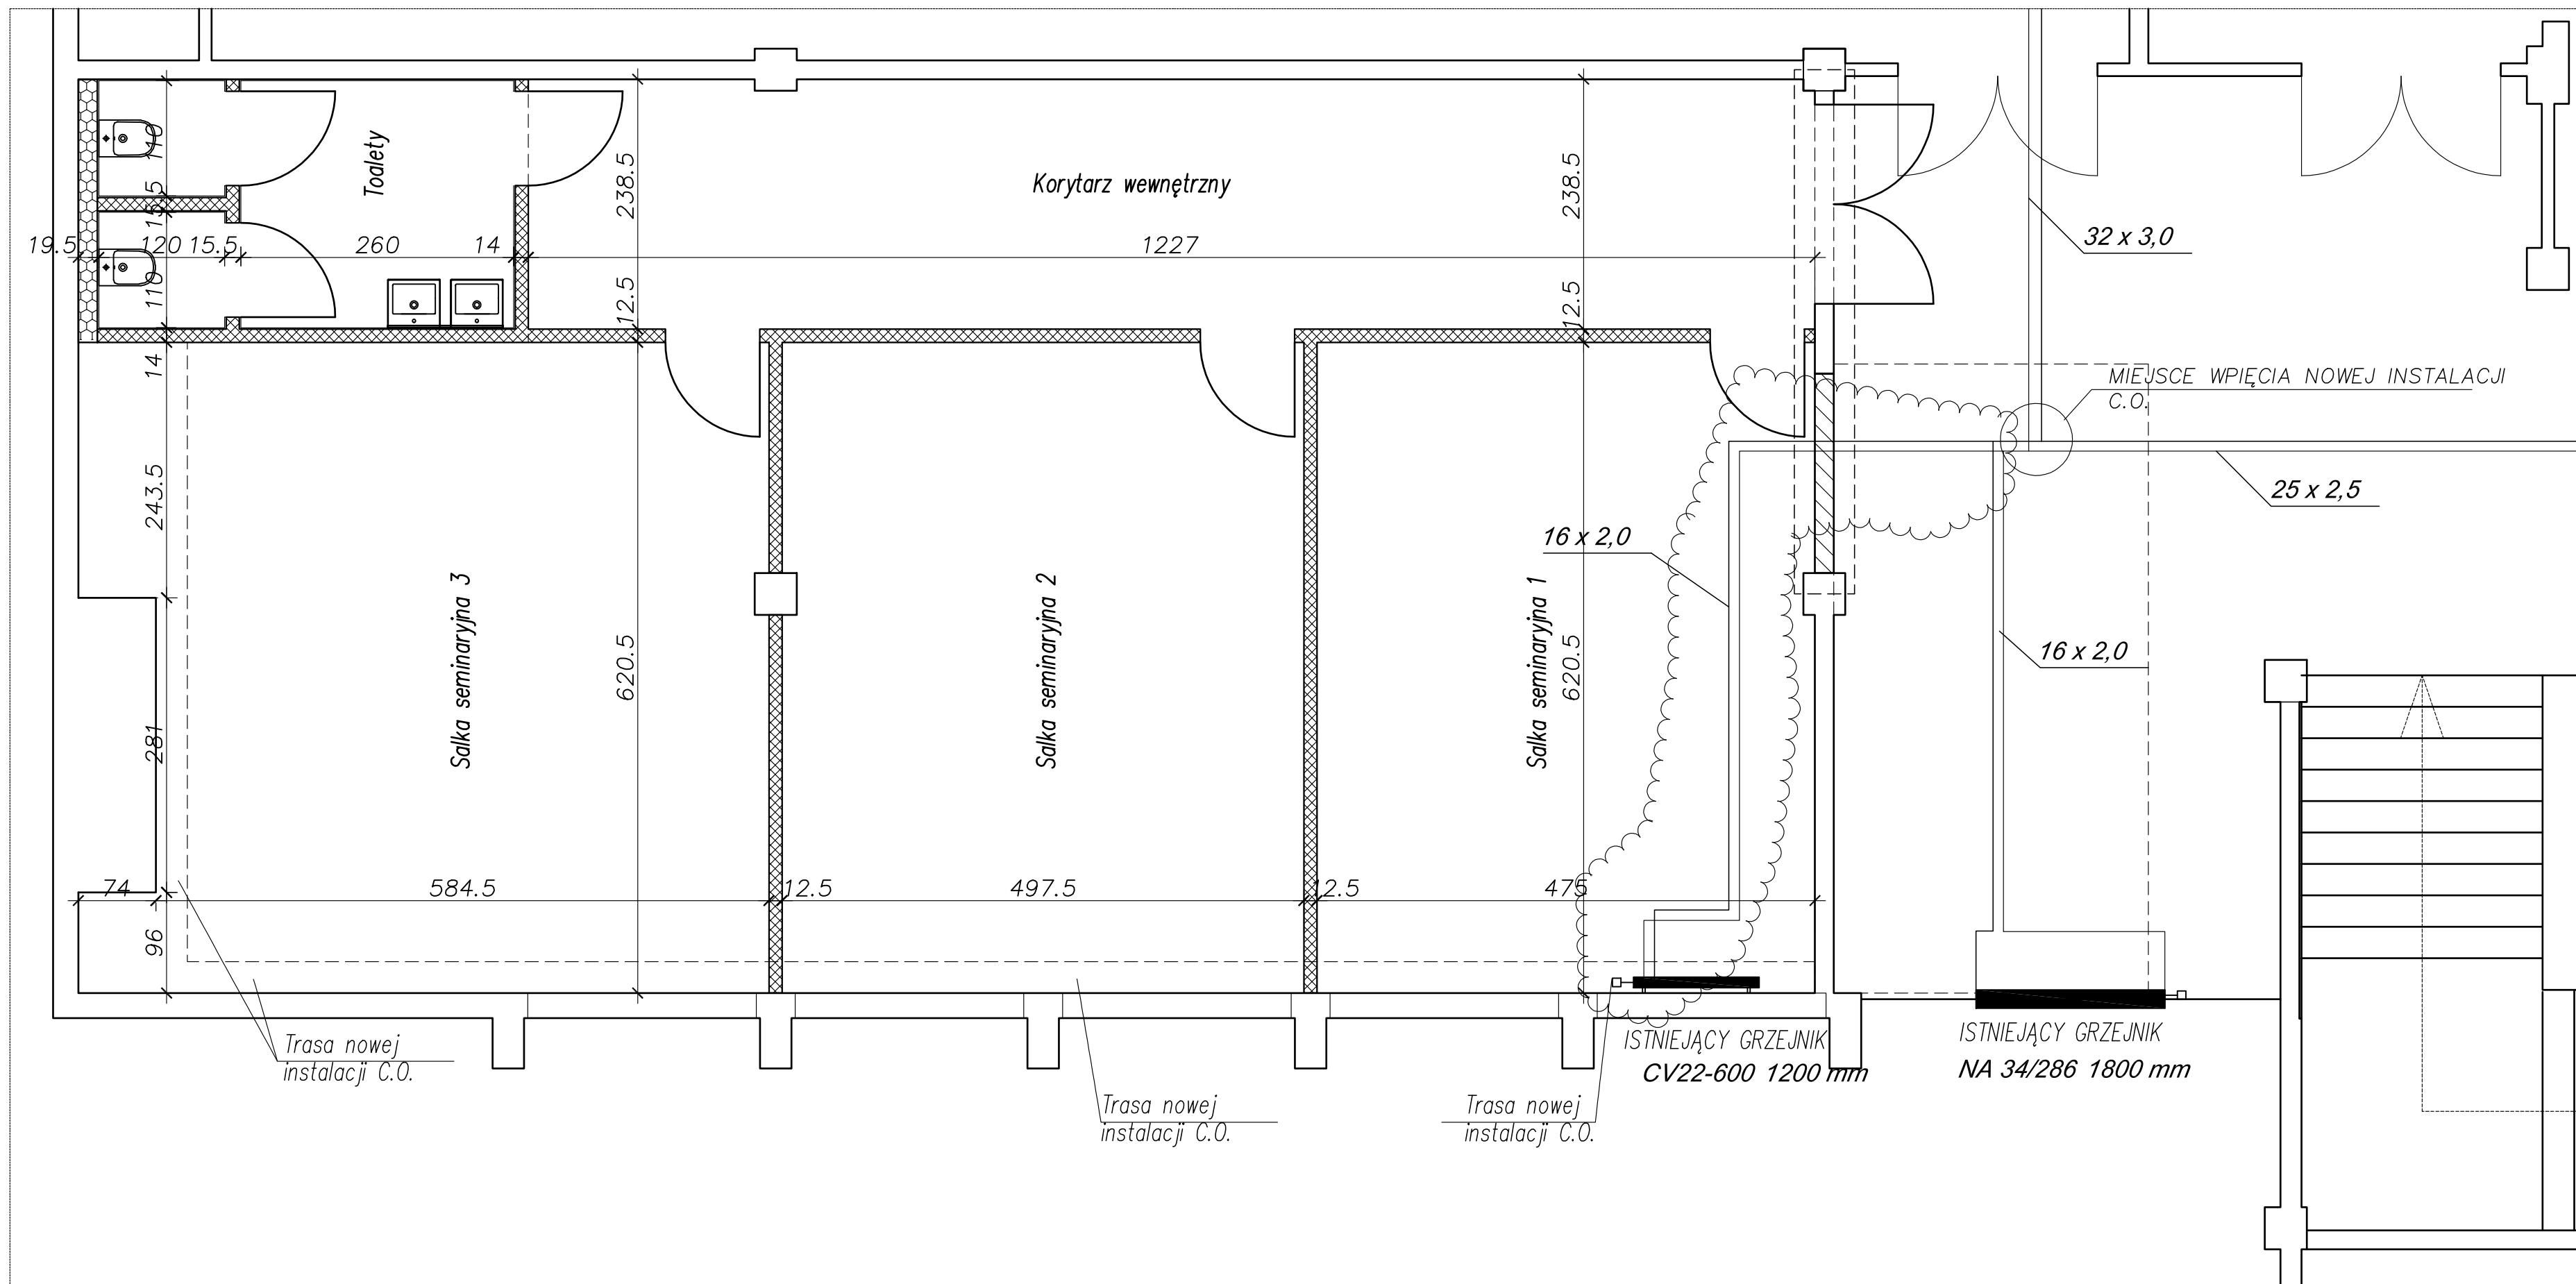 Toalety
Korytarz wewnętrzny
110
15.5
238.5
238.5
19.5
120
15.5
260
14
1227
32 x 3,0
110
12.5
12.5
14
MIEJSCE WPIĘCIA NOWEJ INSTALACJI
C.O.
243.5
25 x 2,5
16 x 2,0
Salka seminaryjna 3
Salka seminaryjna 2
Salka seminaryjna 1
620.5
620.5
16 x 2,0
281
74
584.5
12.5
497.5
12.5
475
96
Trasa nowej
instalacji C.O.
ISTNIEJĄCY GRZEJNIK
CV22-600 1200 mm
ISTNIEJĄCY GRZEJNIK
NA 34/286 1800 mm
Trasa nowej
instalacji C.O.
Trasa nowej
instalacji C.O.